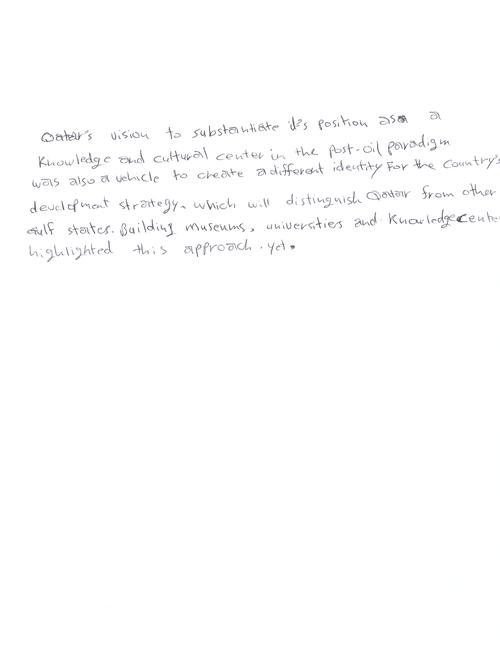 Qatar's vision to substantiate it's position as a
Knowledge and cultural center in the post-oil paradigm
was also a vehicle to create a different identity for the Country's
development strategy, which will distinguish Qatar from other
gulf states. Building museums, universities and Knowledge cente
highlighted this approach. yet.